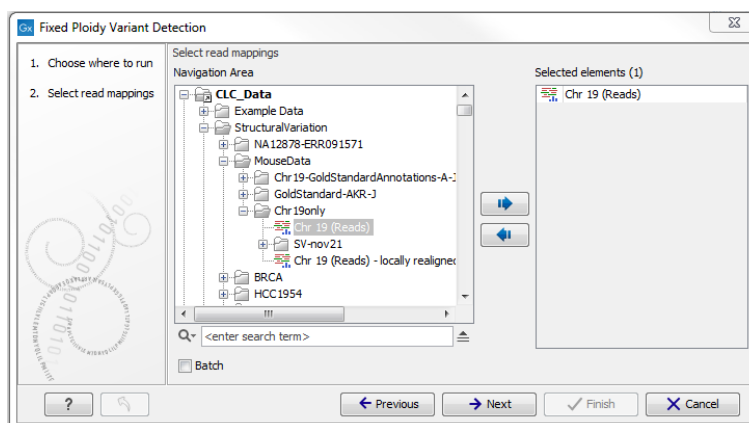 Gx Fixed Ploidy Variant Detection
1. Choose where to run
2. Select read mappings
Select read mappings
Navigation Area
CLC_Data
Example Data
StructuralVariation
NA12878-ERR091571
MouseData
Chr19-GoldStandardAnnotations-A-J
GoldStandard-AKR-J
Chr19only
Chr 19 (Reads)
SV-nov21
Chr 19 (Reads) - locally realigned
BRCA
HCC1954
<enter search term>
Batch
Selected elements (1)
Chr 19 (Reads)
?
Previous
Next
Finish
Cancel